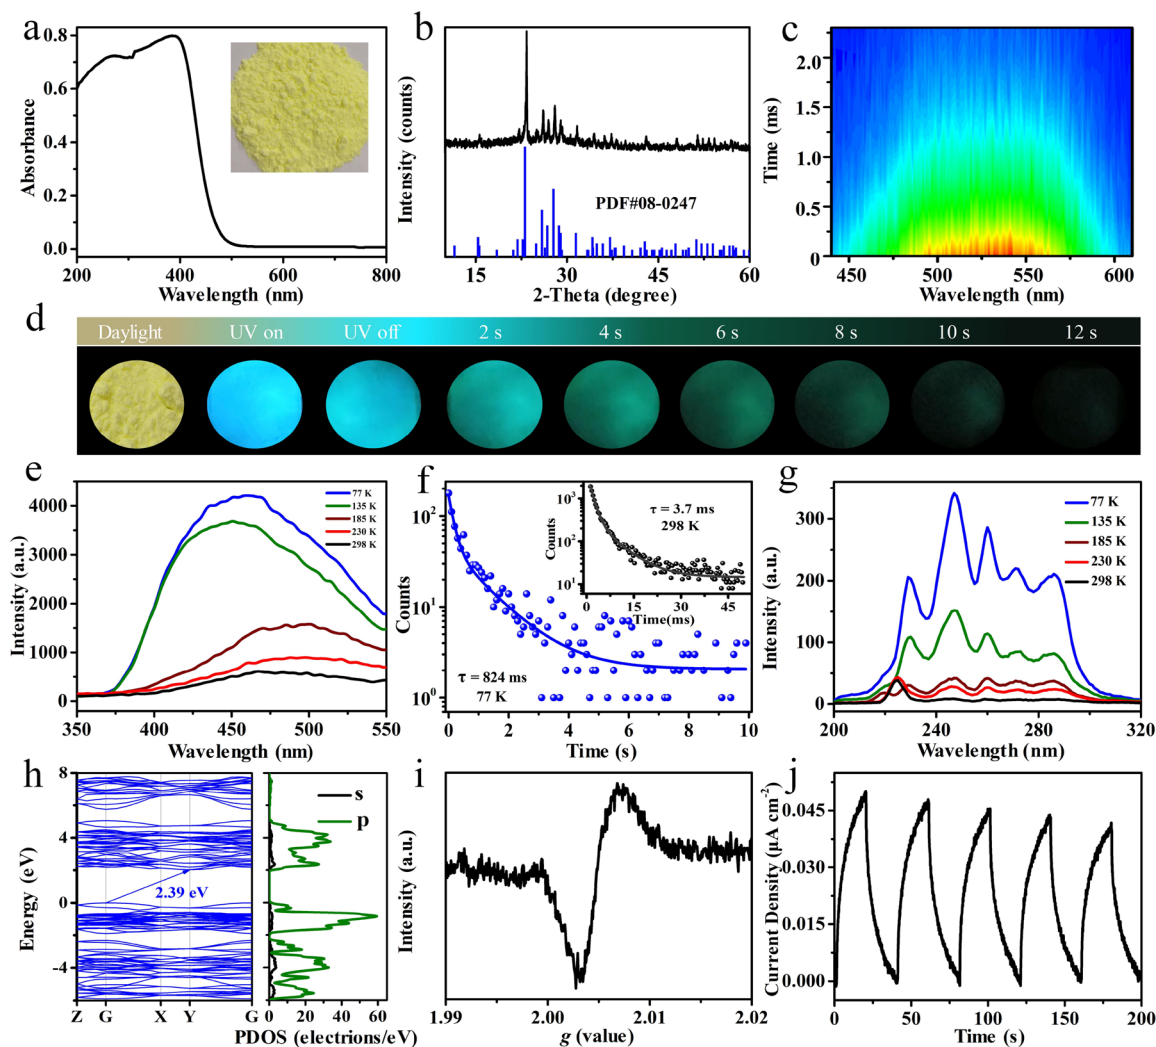 a
0.8
0.6
0.4
0.2
0.0
Absorbance
200 400 600 800
Wavelength (nm)
b
Intensity (counts)
PDF#08-0247
15 30 45 60
2-Theta (degree)
c
2.0
1.5
1.0
0.5
0
Time (ms)
450 500 550 600
Wavelength (nm)
d
Daylight UV on UV off 2 s 4 s 6 s 8 s 10 s 12 s
e
4000
3000
2000
1000
0
Intensity (a.u.)
77 K
135 K
185 K
230 K
298 K
350 400 450 500 550
Wavelength (nm)
f
10²
10¹
10⁰
Counts
τ = 824 ms
77 K
0 2 4 6 8 10
Time (s)
10³
10²
10¹
Counts
τ = 3.7 ms
298 K
0 15 30 45
Time(ms)
g
300
200
100
0
Intensity (a.u.)
77 K
135 K
185 K
230 K
298 K
200 240 280 320
Wavelength (nm)
h
8
4
0
-4
Energy (eV)
2.39 eV
Z G X Y G
s
p
0 20 40 60
PDOS (electrions/eV)
i
Intensity (a.u.)
1.99 2.00 2.01 2.02
g (value)
j
0.045
0.030
0.015
0.000
Current Density (μA cm⁻²)
0 50 100 150 200
Time (s)